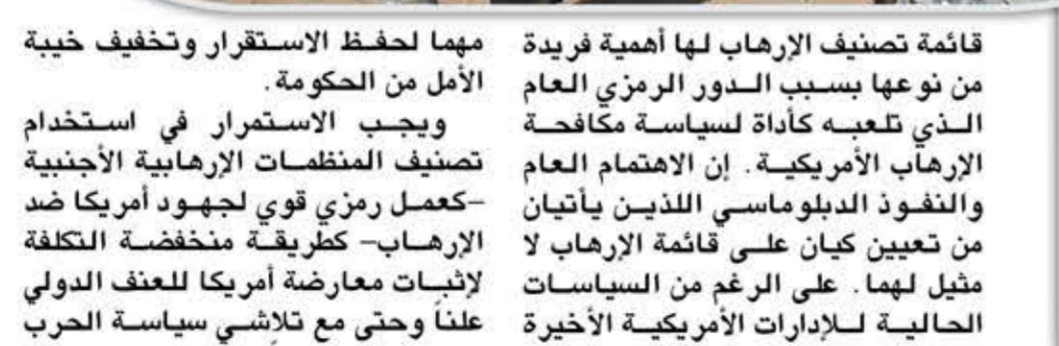 قائمة تصنيف الإرهاب لها أهمية فريدة
من نوعها بسبب الدور الرمزي العام
الذي تلعبه كأداة لسياسة مكافحة
الإرهاب الأمريكية. إن الاهتمام العام
والنفوذ الدبلوماسي اللذين يأتيان
من تعيين كيان على قائمة الإرهاب لا
مثيل لهما. على الرغم من السياسات
الحالية للإدارات الأمريكية الأخيرة
مهما لحفظ الاستقرار وتخفيف خيبة
الأمل من الحكومة.
ويجب الاستمرار في استخدام
تصنيف المنظمات الإرهابية الأجنبية
–كعمل رمزي قوي لجهود أمريكا ضد
الإرهاب– كطريقة منخفضة التكلفة
لإثبات معارضة أمريكا للعنف الدولي
علناً وحتى مع تلاشي سياسة الحرب